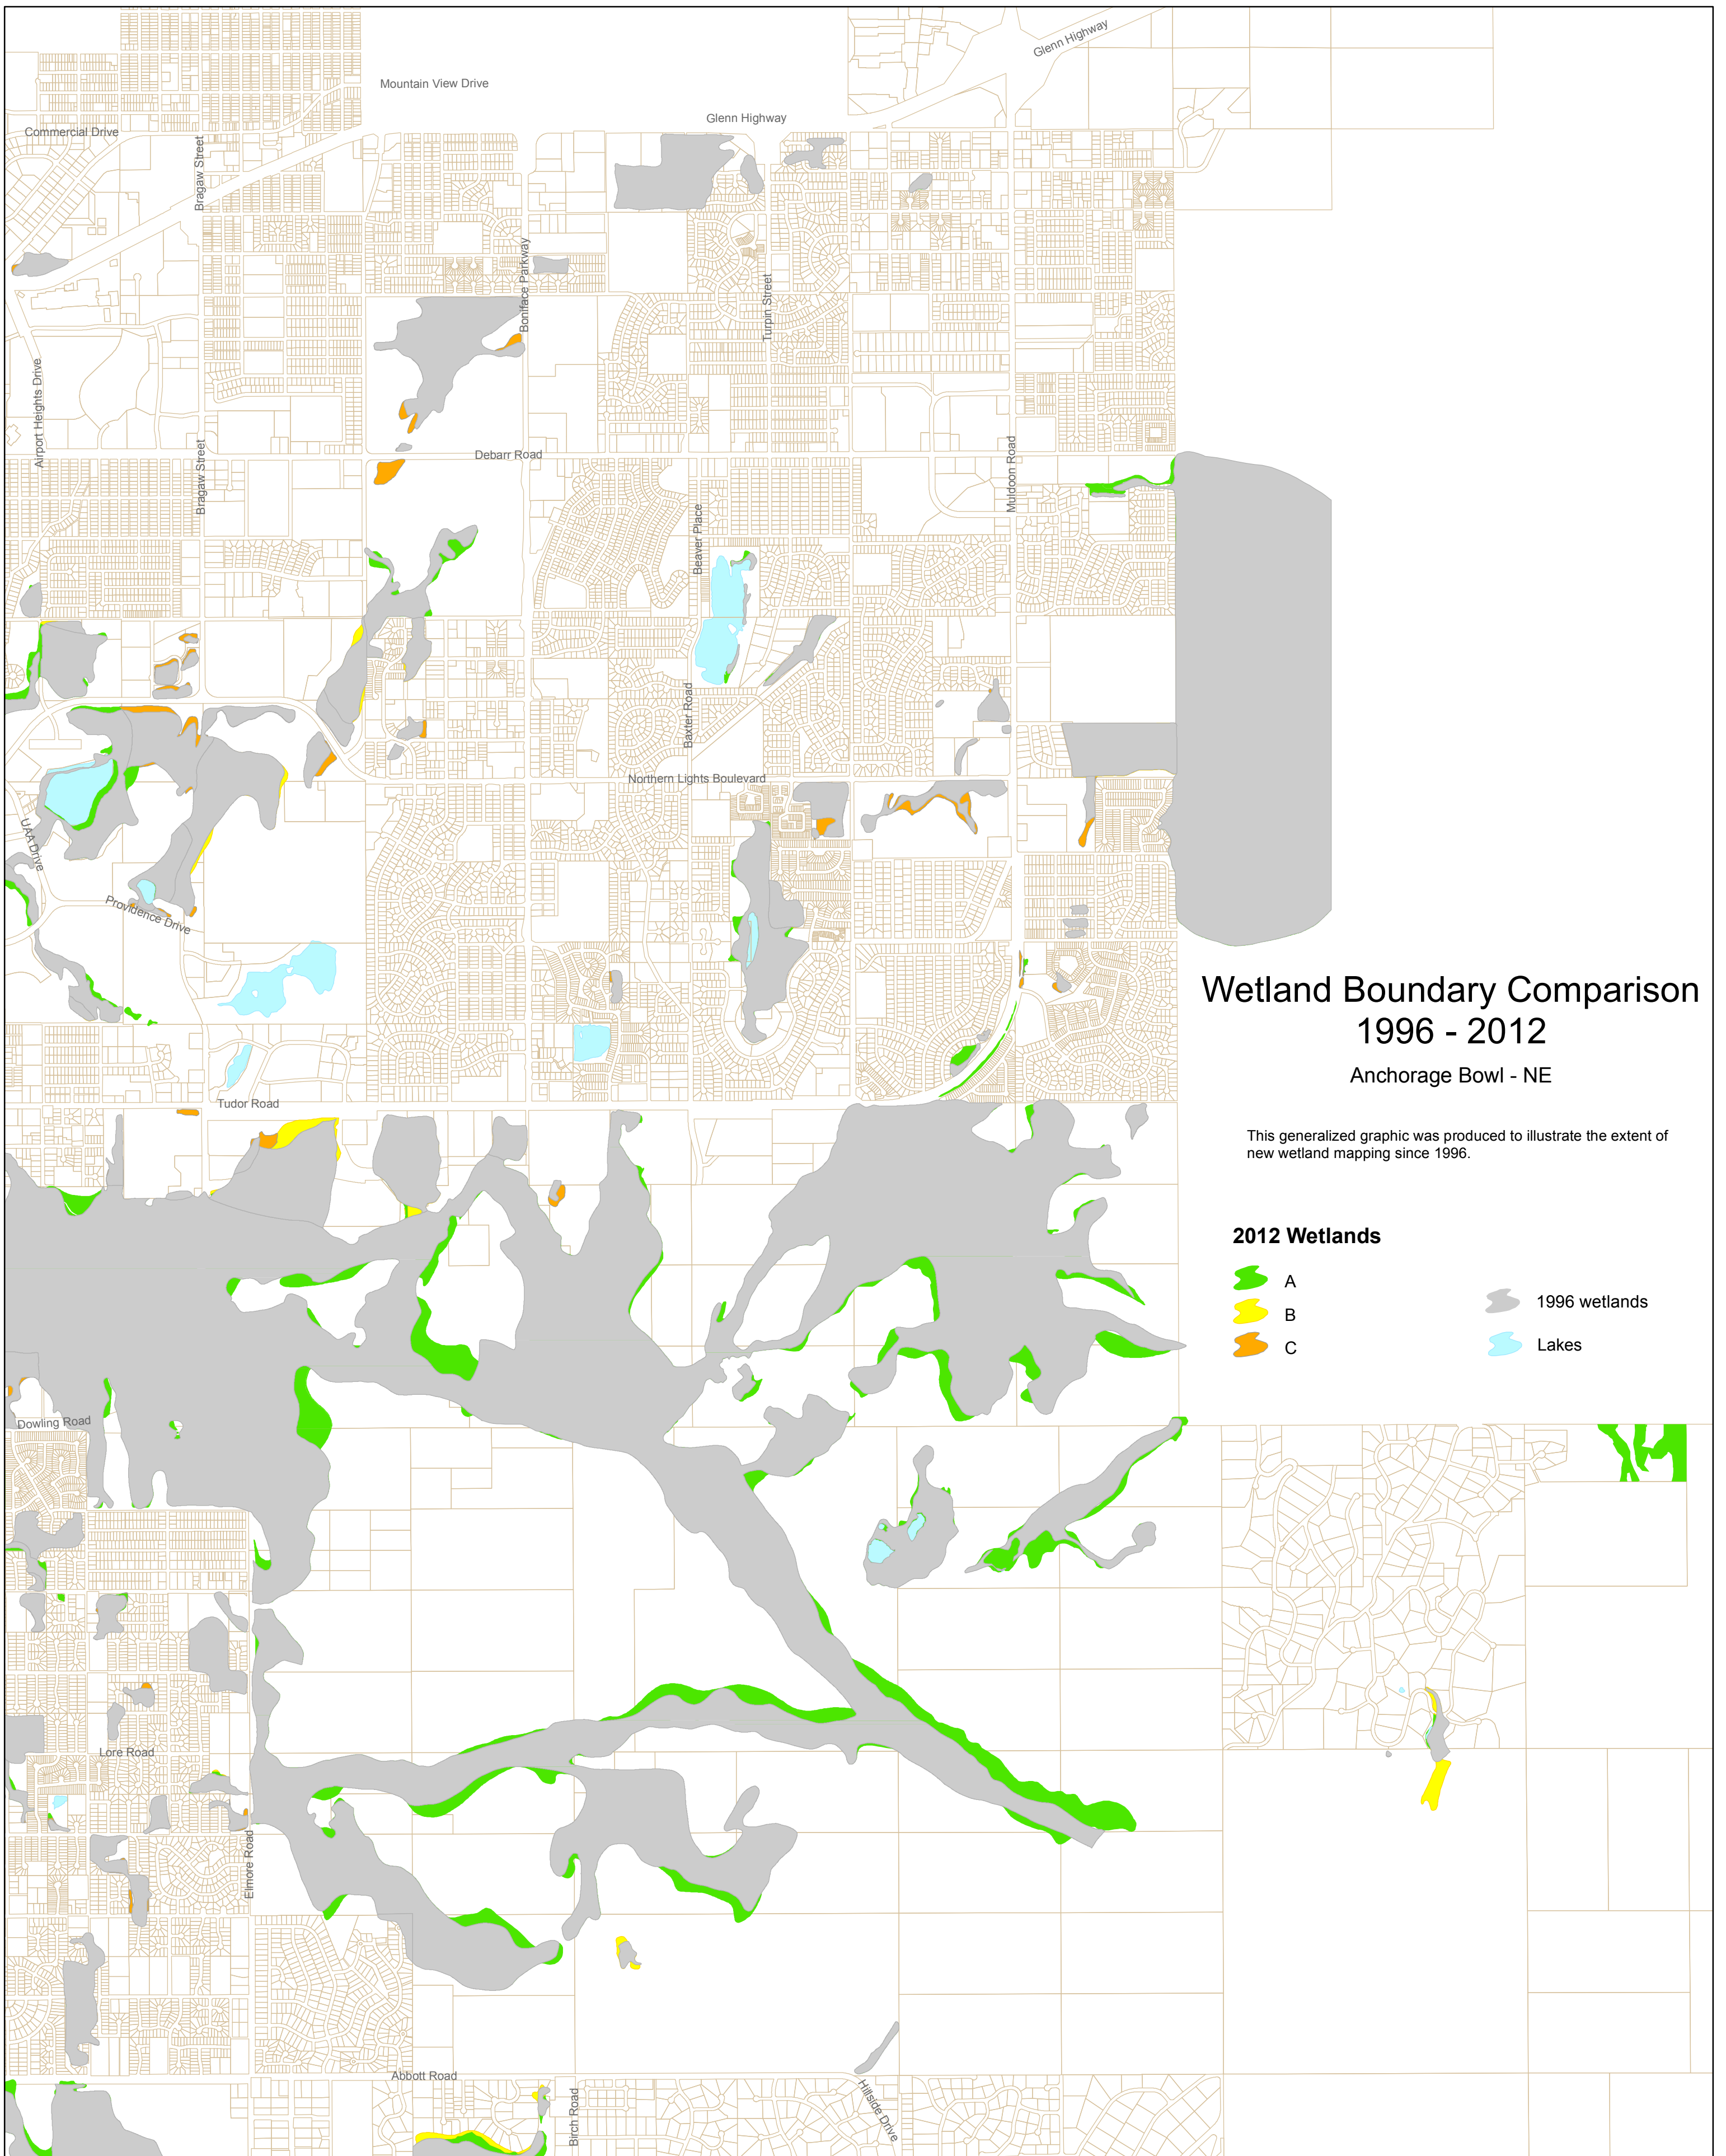 Glenn Highway
Mountain View Drive
Glenn Highway
Commercial Drive
Bragaw Street
Boniface Parkway
Turpin Street
Airport Heights Drive
Bragaw Street
Debarr Road
Muldoon Road
Beaver Place
Baxter Road
Northern Lights Boulevard
UAA Drive
Providence Drive
Wetland Boundary Comparison
1996 - 2012
Anchorage Bowl - NE
Tudor Road
This generalized graphic was produced to illustrate the extent of
new wetland mapping since 1996.
2012 Wetlands
A
B
C
1996 wetlands
Lakes
Dowling Road
Lore Road
Elmore Road
Abbott Road
Birch Road
Hillside Drive